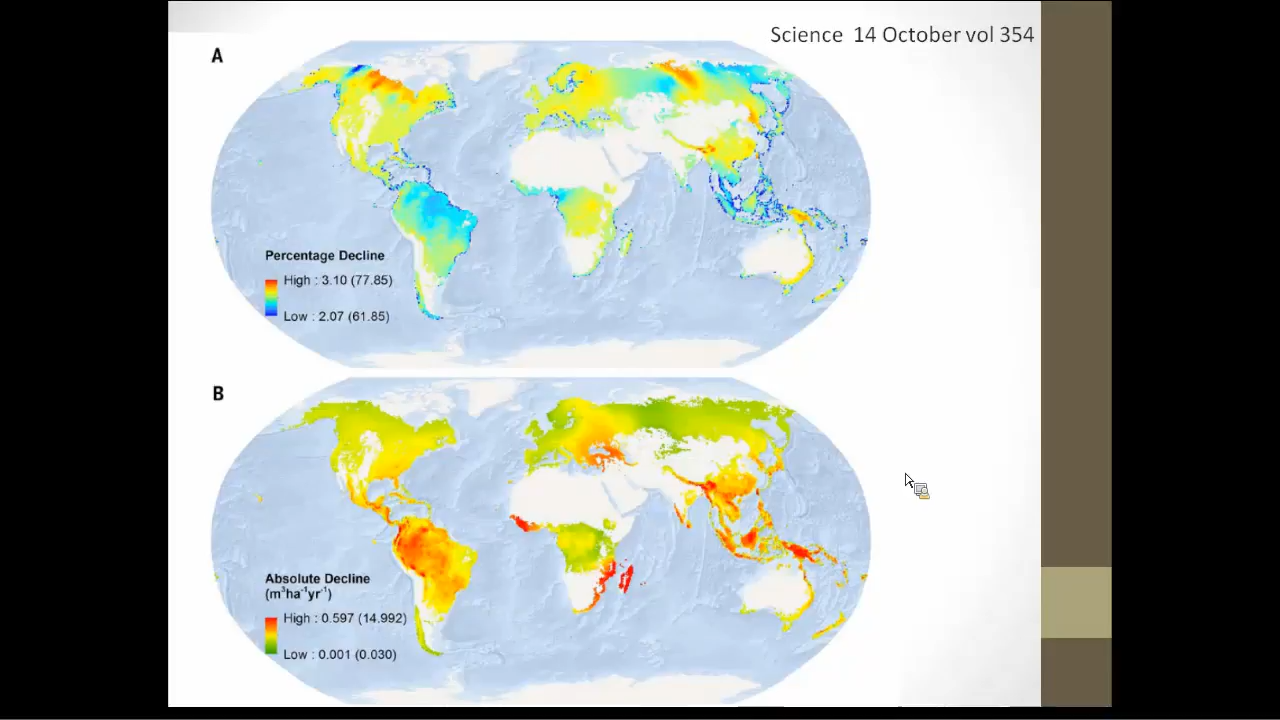 Science 14 October vol 354
A
Percentage Decline
High : 3.10 (77.85)
Low : 2.07 (61.85)
B
Absolute Decline
(m³ha⁻¹yr⁻¹)
High : 0.597 (14.992)
Low : 0.001 (0.030)